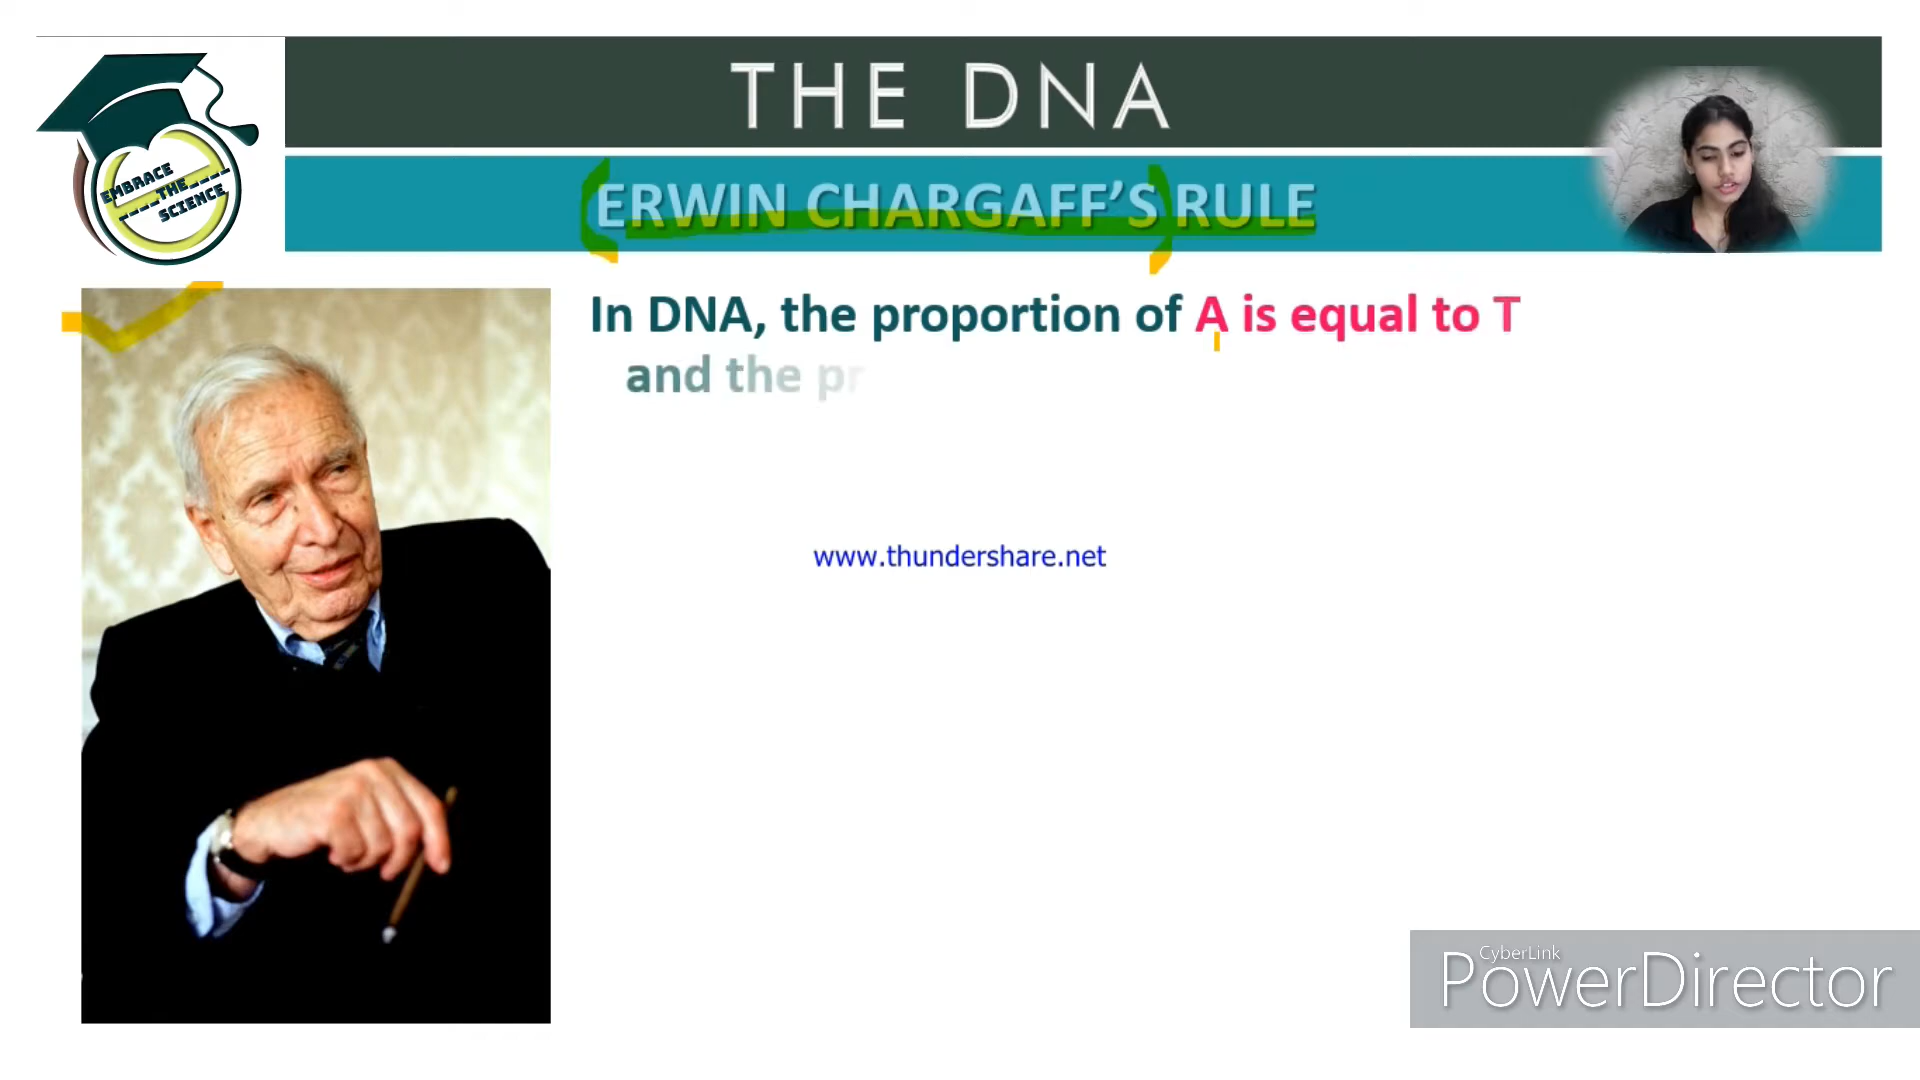 THE DNA
EMBRACE
THE
SCIENCE
ERWIN CHARGAFF’S RULE
In DNA, the proportion of A is equal to T
and the pr
www.thundershare.net
CyberLink
PowerDirector